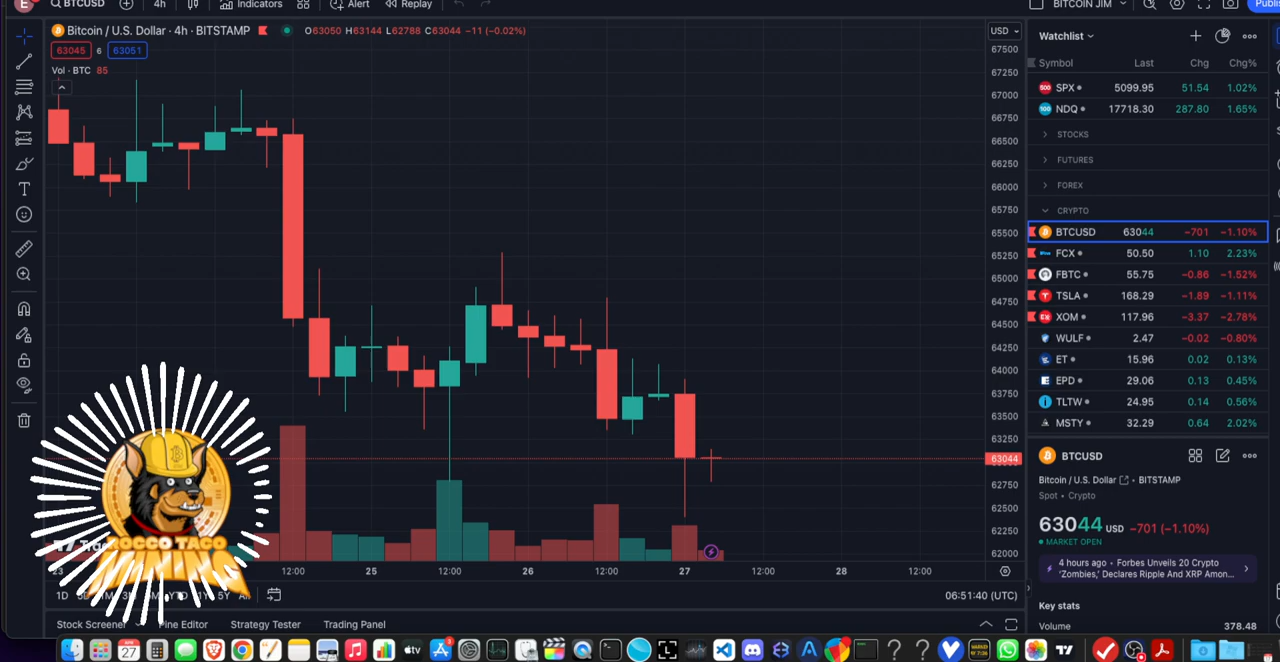 BTCUSD 4h Indicators Alert Replay BITCOIN JIM
Bitcoin / U.S. Dollar · 4h · BITSTAMP O63050 H63144 L62788 C63044 −11 (−0.02%)
63045 6 63051
Vol · BTC 85
USD
67500
67250
67000
66750
66500
66250
66000
65750
65500
65250
65000
64750
64500
64250
64000
63750
63500
63250
63044
62750
62500
62250
62000
23 12:00 25 12:00 26 12:00 27 12:00 28 12:00
1D 1Y 5Y
06:51:40 (UTC)
Stock Screener Pine Editor Strategy Tester Trading Panel
ROCCO TACO
MINING
Watchlist
Symbol Last Chg Chg%
SPX 5099.95 51.54 1.02%
NDQ 17718.30 287.80 1.65%
STOCKS
FUTURES
FOREX
CRYPTO
BTCUSD 63044 −701 −1.10%
FCX 50.50 1.10 2.23%
FBTC 55.75 −0.86 −1.52%
TSLA 168.29 −1.89 −1.11%
XOM 117.96 −3.37 −2.78%
WULF 2.47 −0.02 −0.80%
ET 15.96 0.02 0.13%
EPD 29.06 0.13 0.45%
TLTW 24.95 0.14 0.56%
MSTY 32.29 0.64 2.02%
BTCUSD
Bitcoin / U.S. Dollar · BITSTAMP
Spot · Crypto
63044 USD −701 (−1.10%)
MARKET OPEN
4 hours ago · Forbes Unveils 20 Crypto
'Zombies,' Declares Ripple And XRP Amon...
Key stats
Volume 378.48
APR
27
tv